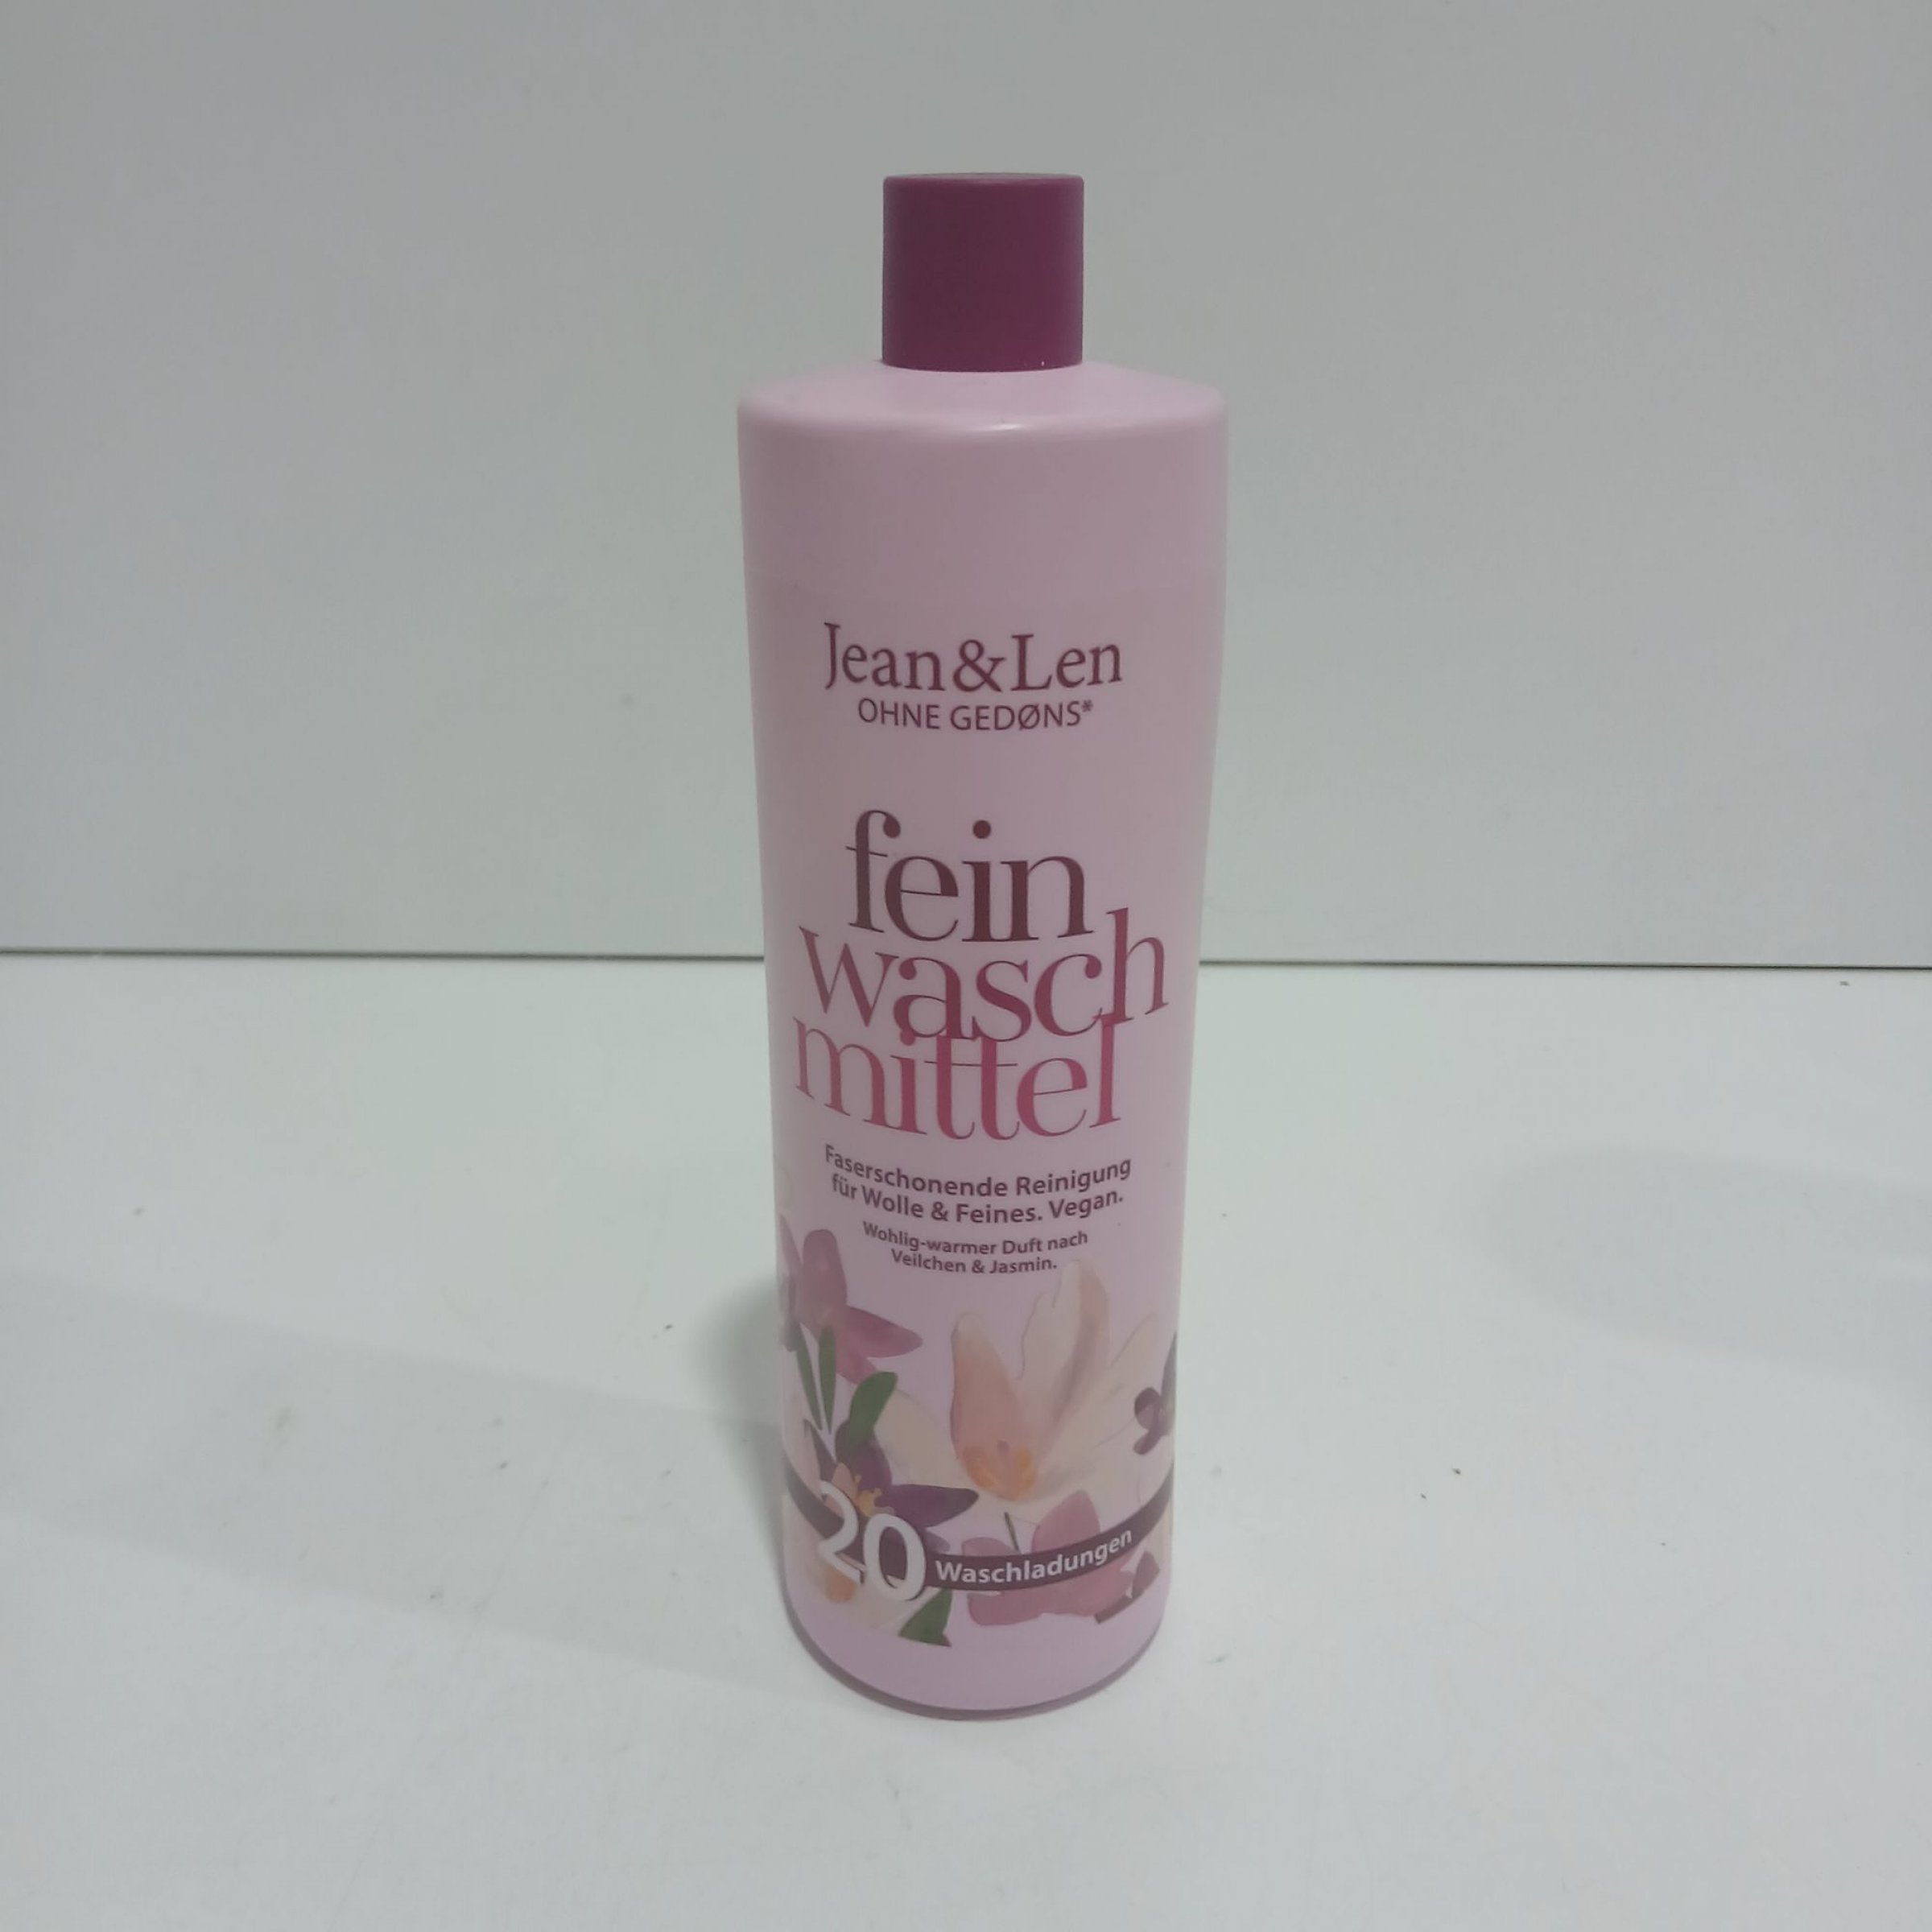 Jean&Len
OHNE GEDØNS*
fein
wasch
mittel
Faserschonende Reinigung
für Wolle & Feines. Vegan.
Wohlig-warmer Duft nach
Veilchen & Jasmin.
20 Waschladungen